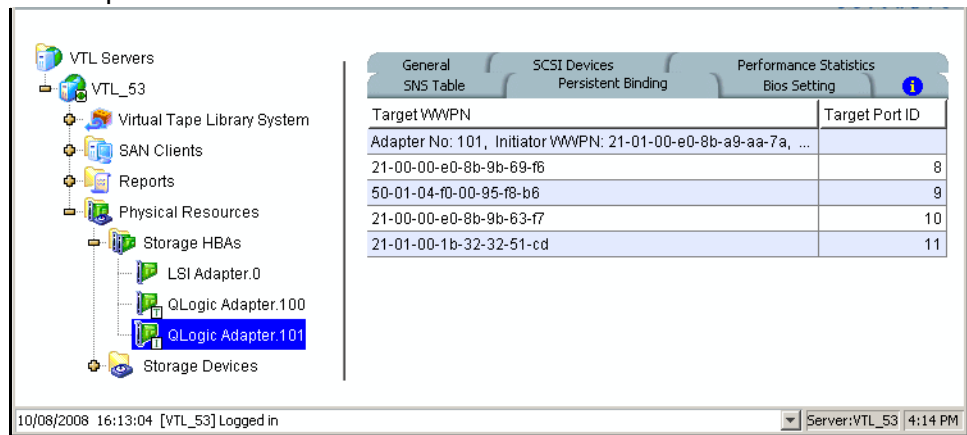 VTL Servers
VTL_53
Virtual Tape Library System
SAN Clients
Reports
Physical Resources
Storage HBAs
LSI Adapter.0
QLogic Adapter.100
QLogic Adapter.101
Storage Devices
General SCSI Devices Performance Statistics
SNS Table Persistent Binding Bios Setting
Target WWPN Target Port ID
Adapter No: 101, Initiator WWPN: 21-01-00-e0-8b-a9-aa-7a, ...
21-00-00-e0-8b-9b-69-f6 8
50-01-04-f0-00-95-f8-b6 9
21-00-00-e0-8b-9b-63-f7 10
21-01-00-1b-32-32-51-cd 11
10/08/2008 16:13:04 [VTL_53] Logged in Server:VTL_53 4:14 PM